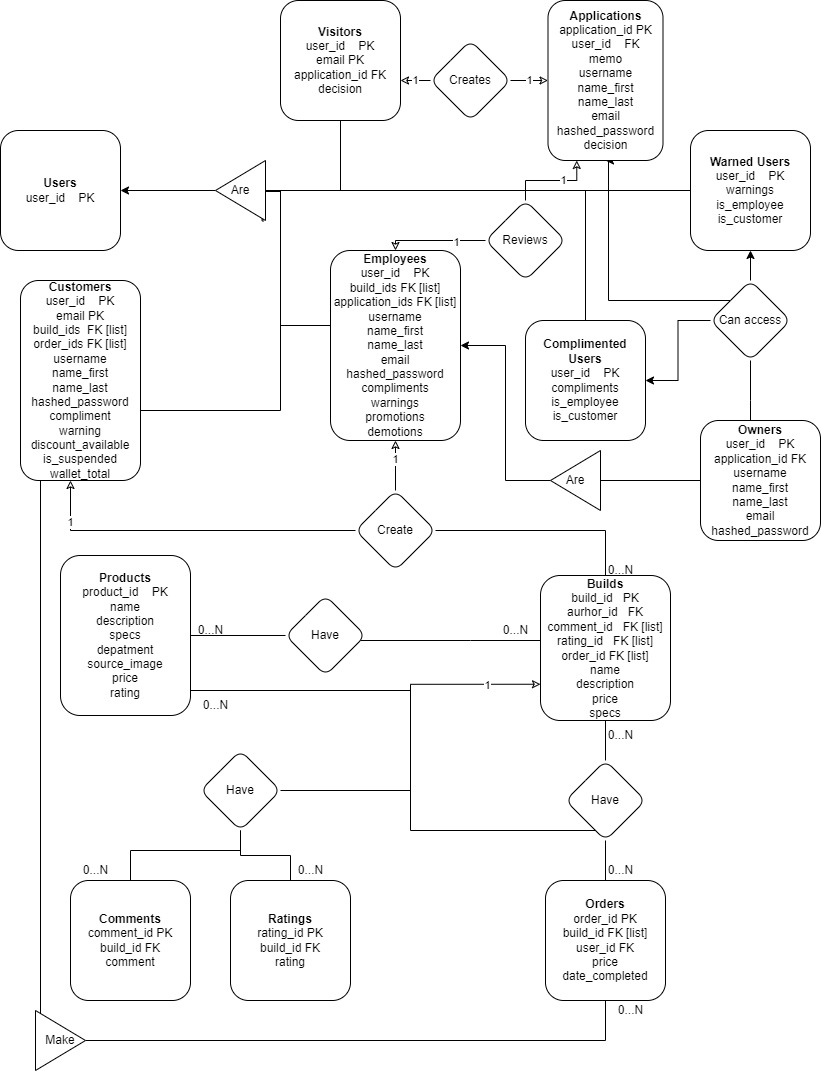 Visitors
user_id PK
email PK
application_id FK
decision
Creates
1
1
Applications
application_id PK
user_id FK
memo
username
name_first
name_last
email
hashed_password
decision
Users
user_id PK
Are
Warned Users
user_id PK
warnings
is_employee
is_customer
1
Reviews
1
Customers
user_id PK
email PK
build_ids FK [list]
order_ids FK [list]
username
name_first
name_last
hashed_password
compliment
warning
discount_available
is_suspended
wallet_total
Employees
user_id PK
build_ids FK [list]
application_ids FK [list]
username
name_first
name_last
email
hashed_password
compliments
warnings
promotions
demotions
Complimented
Users
user_id PK
compliments
is_employee
is_customer
Can access
Owners
user_id PK
application_id FK
username
name_first
name_last
email
hashed_password
Are
1
1
Create
0...N
Products
product_id PK
name
description
specs
depatment
source_image
price
rating
0...N
Have
0...N
0...N
1
Builds
build_id PK
aurhor_id FK
comment_id FK [list]
rating_id FK [list]
order_id FK [list]
name
description
price
specs
0...N
Have
Have
0...N
0...N
0...N
Comments
comment_id PK
build_id FK
comment
Ratings
rating_id PK
build_id FK
rating
Orders
order_id PK
build_id FK [list]
user_id FK
price
date_completed
0...N
Make